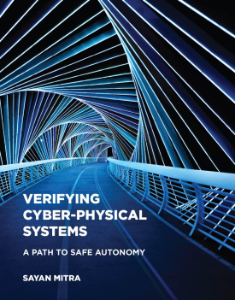 VERIFYING
CYBER-PHYSICAL
SYSTEMS
A PATH TO SAFE AUTONOMY
SAYAN MITRA